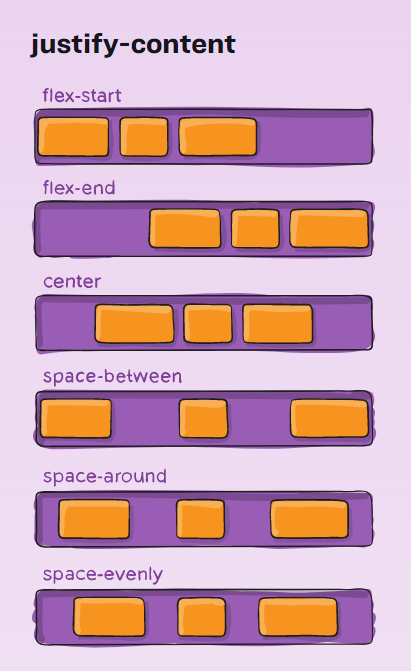 justify-content
flex-start
flex-end
center
space-between
space-around
space-evenly